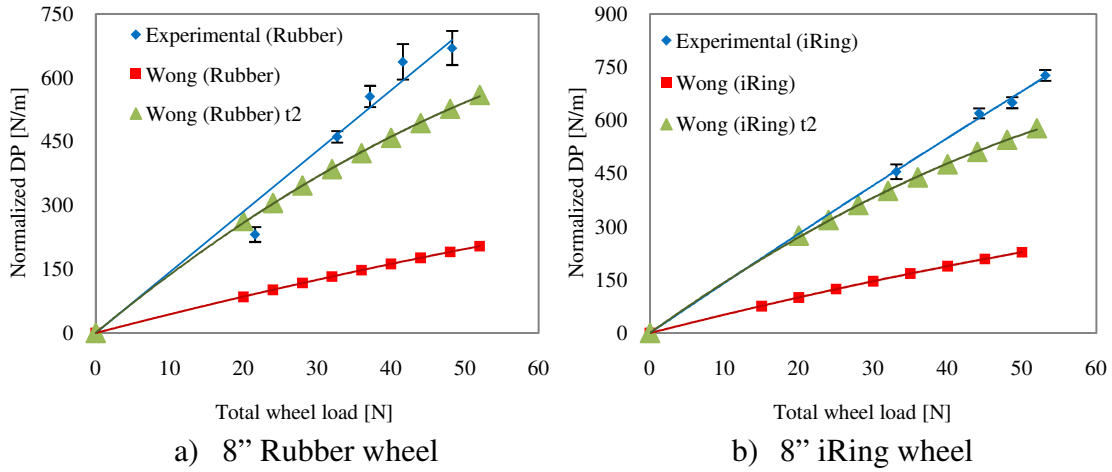 750
600
450
300
150
0
Normalized DP [N/m]
Experimental (Rubber)
Wong (Rubber)
Wong (Rubber) t2
0 10 20 30 40 50 60
Total wheel load [N]
a) 8” Rubber wheel
900
750
600
450
300
150
0
Normalized DP [N/m]
Experimental (iRing)
Wong (iRing)
Wong (iRing) t2
0 10 20 30 40 50 60
Total wheel load [N]
b) 8” iRing wheel